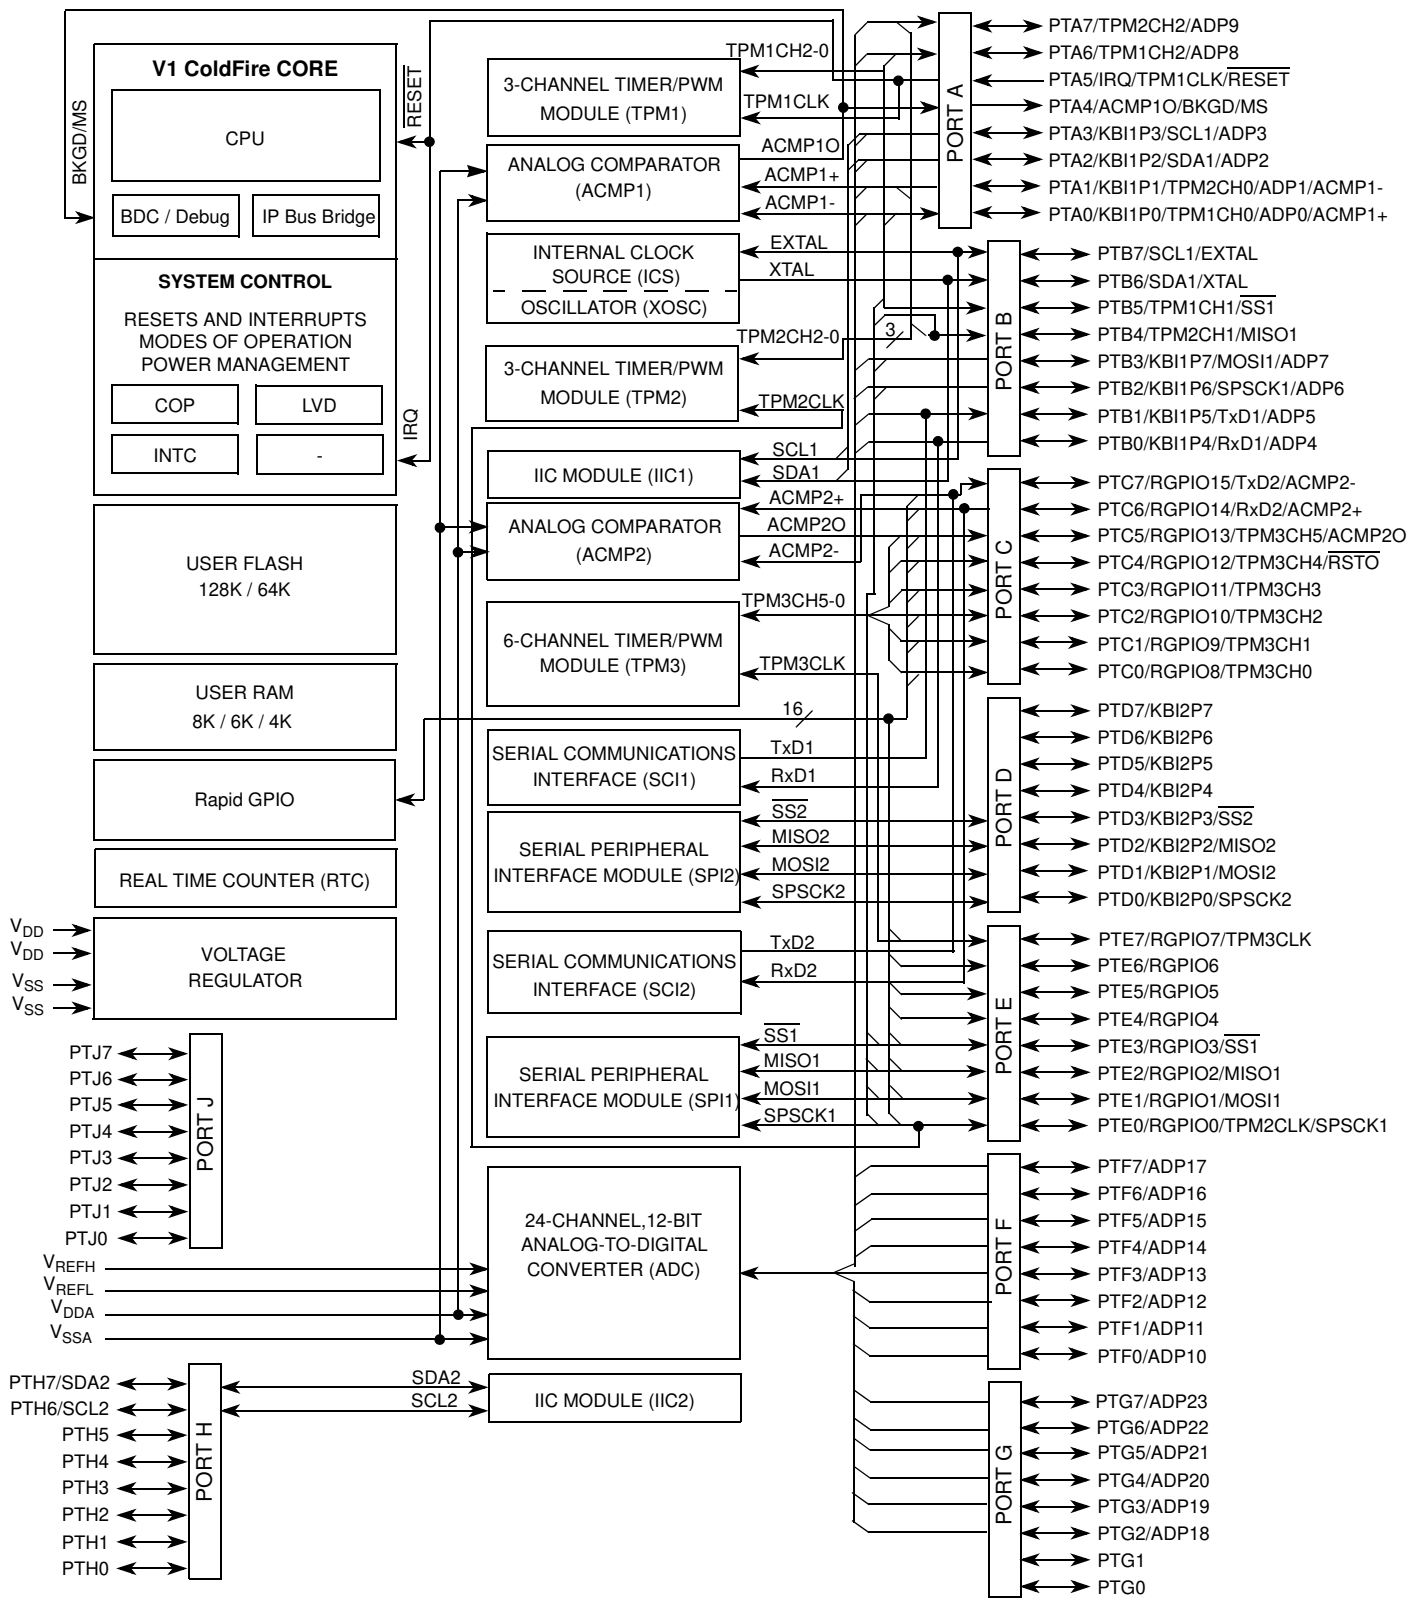 V1 ColdFire CORE
CPU
BDC / Debug
IP Bus Bridge
BKGD/MS
RESET
SYSTEM CONTROL
RESETS AND INTERRUPTS
MODES OF OPERATION
POWER MANAGEMENT
COP
LVD
INTC
-
IRQ
USER FLASH
128K / 64K
USER RAM
8K / 6K / 4K
Rapid GPIO
REAL TIME COUNTER (RTC)
VDD
VDD
VSS
VSS
VOLTAGE
REGULATOR
PTJ7
PTJ6
PTJ5
PTJ4
PTJ3
PTJ2
PTJ1
PTJ0
PORT J
VREFH
VREFL
VDDA
VSSA
PTH7/SDA2
PTH6/SCL2
PTH5
PTH4
PTH3
PTH2
PTH1
PTH0
PORT H
3-CHANNEL TIMER/PWM
MODULE (TPM1)
TPM1CH2-0
TPM1CLK
ANALOG COMPARATOR
(ACMP1)
ACMP1O
ACMP1+
ACMP1-
INTERNAL CLOCK
SOURCE (ICS)
OSCILLATOR (XOSC)
EXTAL
XTAL
3-CHANNEL TIMER/PWM
MODULE (TPM2)
TPM2CH2-0
3
TPM2CLK
IIC MODULE (IIC1)
SCL1
SDA1
ANALOG COMPARATOR
(ACMP2)
ACMP2+
ACMP2O
ACMP2-
6-CHANNEL TIMER/PWM
MODULE (TPM3)
TPM3CH5-0
TPM3CLK
16
SERIAL COMMUNICATIONS
INTERFACE (SCI1)
TxD1
RxD1
SERIAL PERIPHERAL
INTERFACE MODULE (SPI2)
SS2
MISO2
MOSI2
SPSCK2
SERIAL COMMUNICATIONS
INTERFACE (SCI2)
TxD2
RxD2
SERIAL PERIPHERAL
INTERFACE MODULE (SPI1)
SS1
MISO1
MOSI1
SPSCK1
24-CHANNEL,12-BIT
ANALOG-TO-DIGITAL
CONVERTER (ADC)
IIC MODULE (IIC2)
SDA2
SCL2
PORT A
PTA7/TPM2CH2/ADP9
PTA6/TPM1CH2/ADP8
PTA5/IRQ/TPM1CLK/RESET
PTA4/ACMP1O/BKGD/MS
PTA3/KBI1P3/SCL1/ADP3
PTA2/KBI1P2/SDA1/ADP2
PTA1/KBI1P1/TPM2CH0/ADP1/ACMP1-
PTA0/KBI1P0/TPM1CH0/ADP0/ACMP1+
PORT B
PTB7/SCL1/EXTAL
PTB6/SDA1/XTAL
PTB5/TPM1CH1/SS1
PTB4/TPM2CH1/MISO1
PTB3/KBI1P7/MOSI1/ADP7
PTB2/KBI1P6/SPSCK1/ADP6
PTB1/KBI1P5/TxD1/ADP5
PTB0/KBI1P4/RxD1/ADP4
PORT C
PTC7/RGPIO15/TxD2/ACMP2-
PTC6/RGPIO14/RxD2/ACMP2+
PTC5/RGPIO13/TPM3CH5/ACMP2O
PTC4/RGPIO12/TPM3CH4/RSTO
PTC3/RGPIO11/TPM3CH3
PTC2/RGPIO10/TPM3CH2
PTC1/RGPIO9/TPM3CH1
PTC0/RGPIO8/TPM3CH0
PORT D
PTD7/KBI2P7
PTD6/KBI2P6
PTD5/KBI2P5
PTD4/KBI2P4
PTD3/KBI2P3/SS2
PTD2/KBI2P2/MISO2
PTD1/KBI2P1/MOSI2
PTD0/KBI2P0/SPSCK2
PORT E
PTE7/RGPIO7/TPM3CLK
PTE6/RGPIO6
PTE5/RGPIO5
PTE4/RGPIO4
PTE3/RGPIO3/SS1
PTE2/RGPIO2/MISO1
PTE1/RGPIO1/MOSI1
PTE0/RGPIO0/TPM2CLK/SPSCK1
PORT F
PTF7/ADP17
PTF6/ADP16
PTF5/ADP15
PTF4/ADP14
PTF3/ADP13
PTF2/ADP12
PTF1/ADP11
PTF0/ADP10
PORT G
PTG7/ADP23
PTG6/ADP22
PTG5/ADP21
PTG4/ADP20
PTG3/ADP19
PTG2/ADP18
PTG1
PTG0